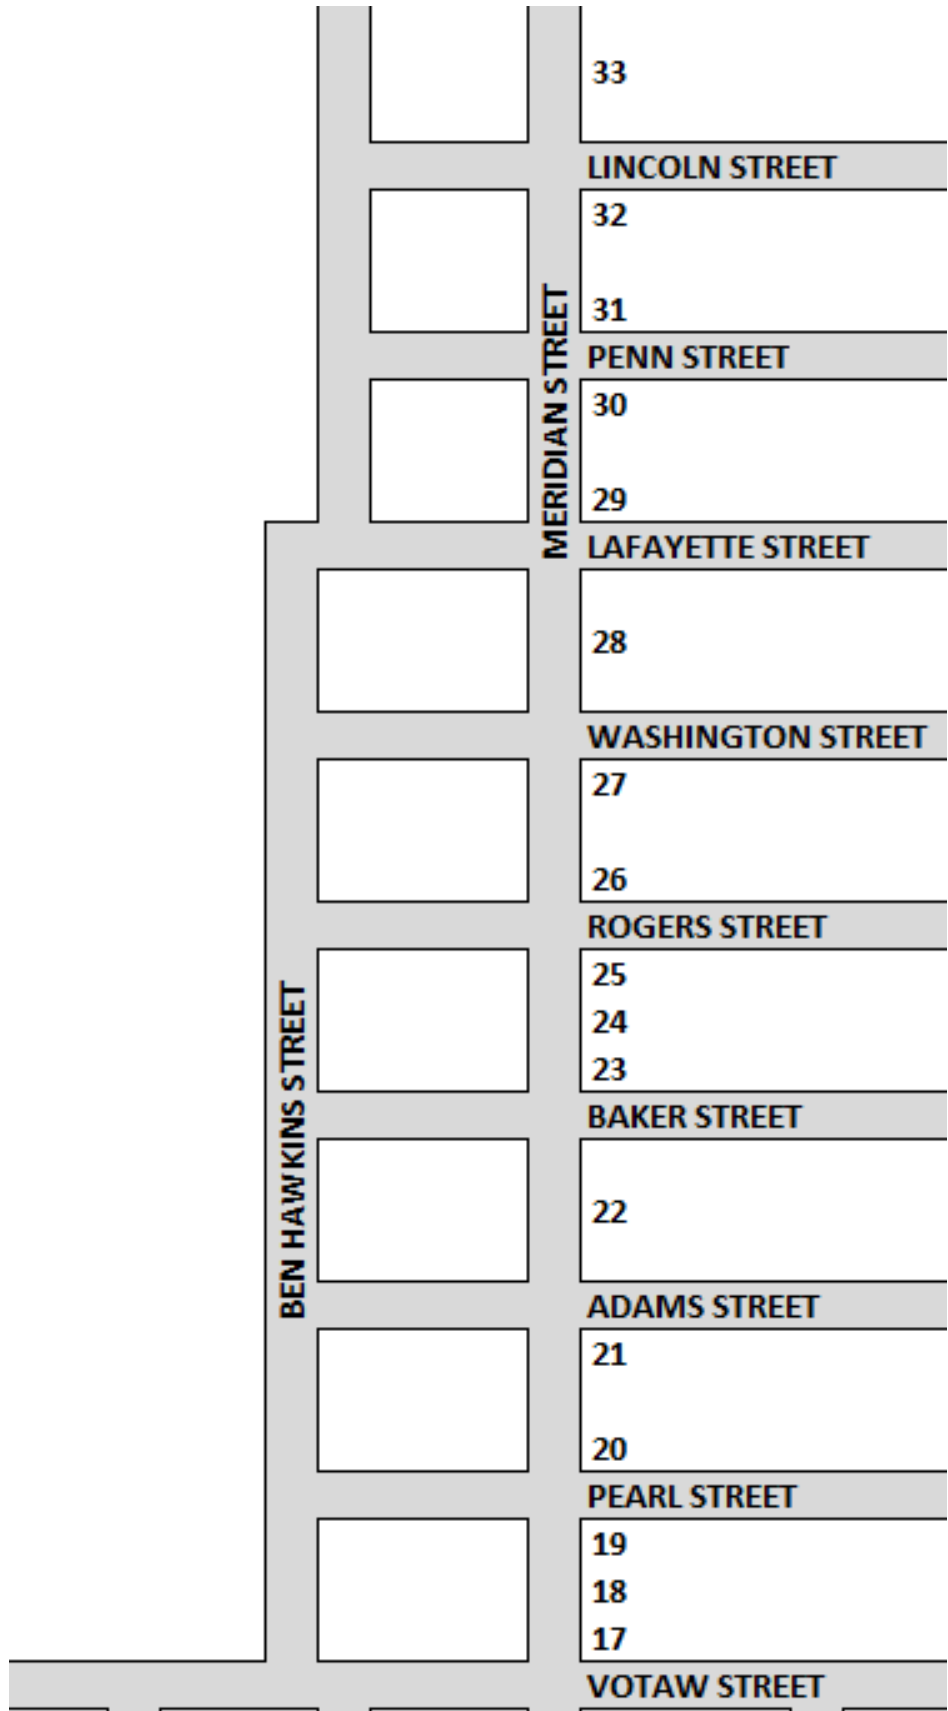 33
LINCOLN STREET
32
31
MERIDIAN STREET
PENN STREET
30
29
LAFAYETTE STREET
28
WASHINGTON STREET
27
26
ROGERS STREET
25
24
23
BEN HAWKINS STREET
BAKER STREET
22
ADAMS STREET
21
20
PEARL STREET
19
18
17
VOTAW STREET